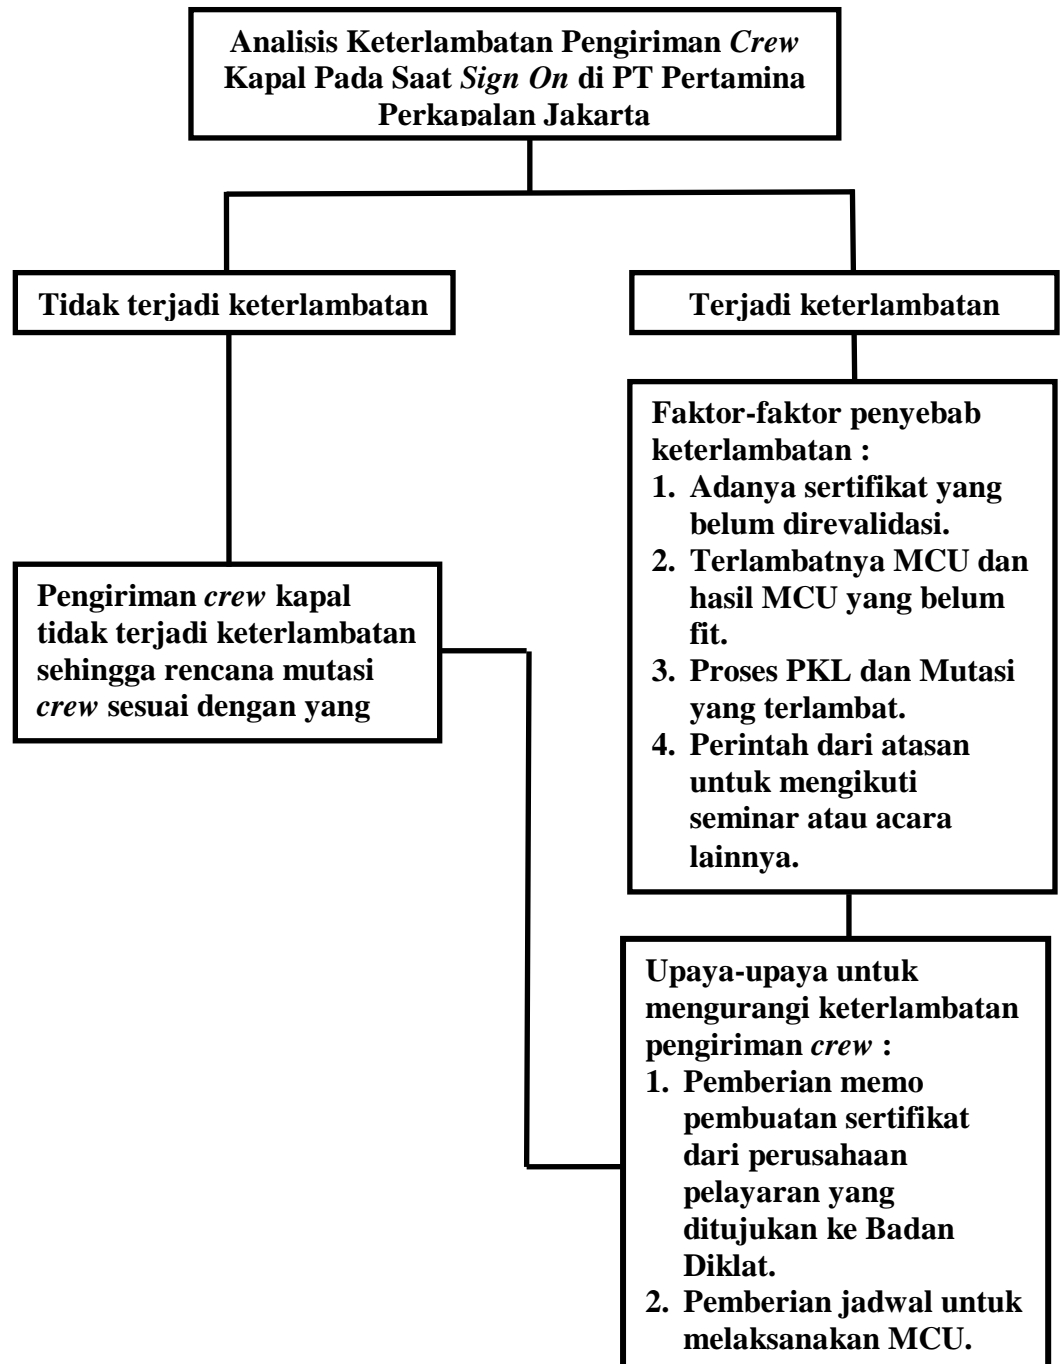 Analisis Keterlambatan Pengiriman Crew
Kapal Pada Saat Sign On di PT Pertamina
Perkapalan Jakarta
Tidak terjadi keterlambatan
Terjadi keterlambatan
Faktor-faktor penyebab
keterlambatan :
1. Adanya sertifikat yang
belum direvalidasi.
2. Terlambatnya MCU dan
hasil MCU yang belum
fit.
3. Proses PKL dan Mutasi
yang terlambat.
4. Perintah dari atasan
untuk mengikuti
seminar atau acara
lainnya.
Pengiriman crew kapal
tidak terjadi keterlambatan
sehingga rencana mutasi
crew sesuai dengan yang
Upaya-upaya untuk
mengurangi keterlambatan
pengiriman crew :
1. Pemberian memo
pembuatan sertifikat
dari perusahaan
pelayaran yang
ditujukan ke Badan
Diklat.
2. Pemberian jadwal untuk
melaksanakan MCU.